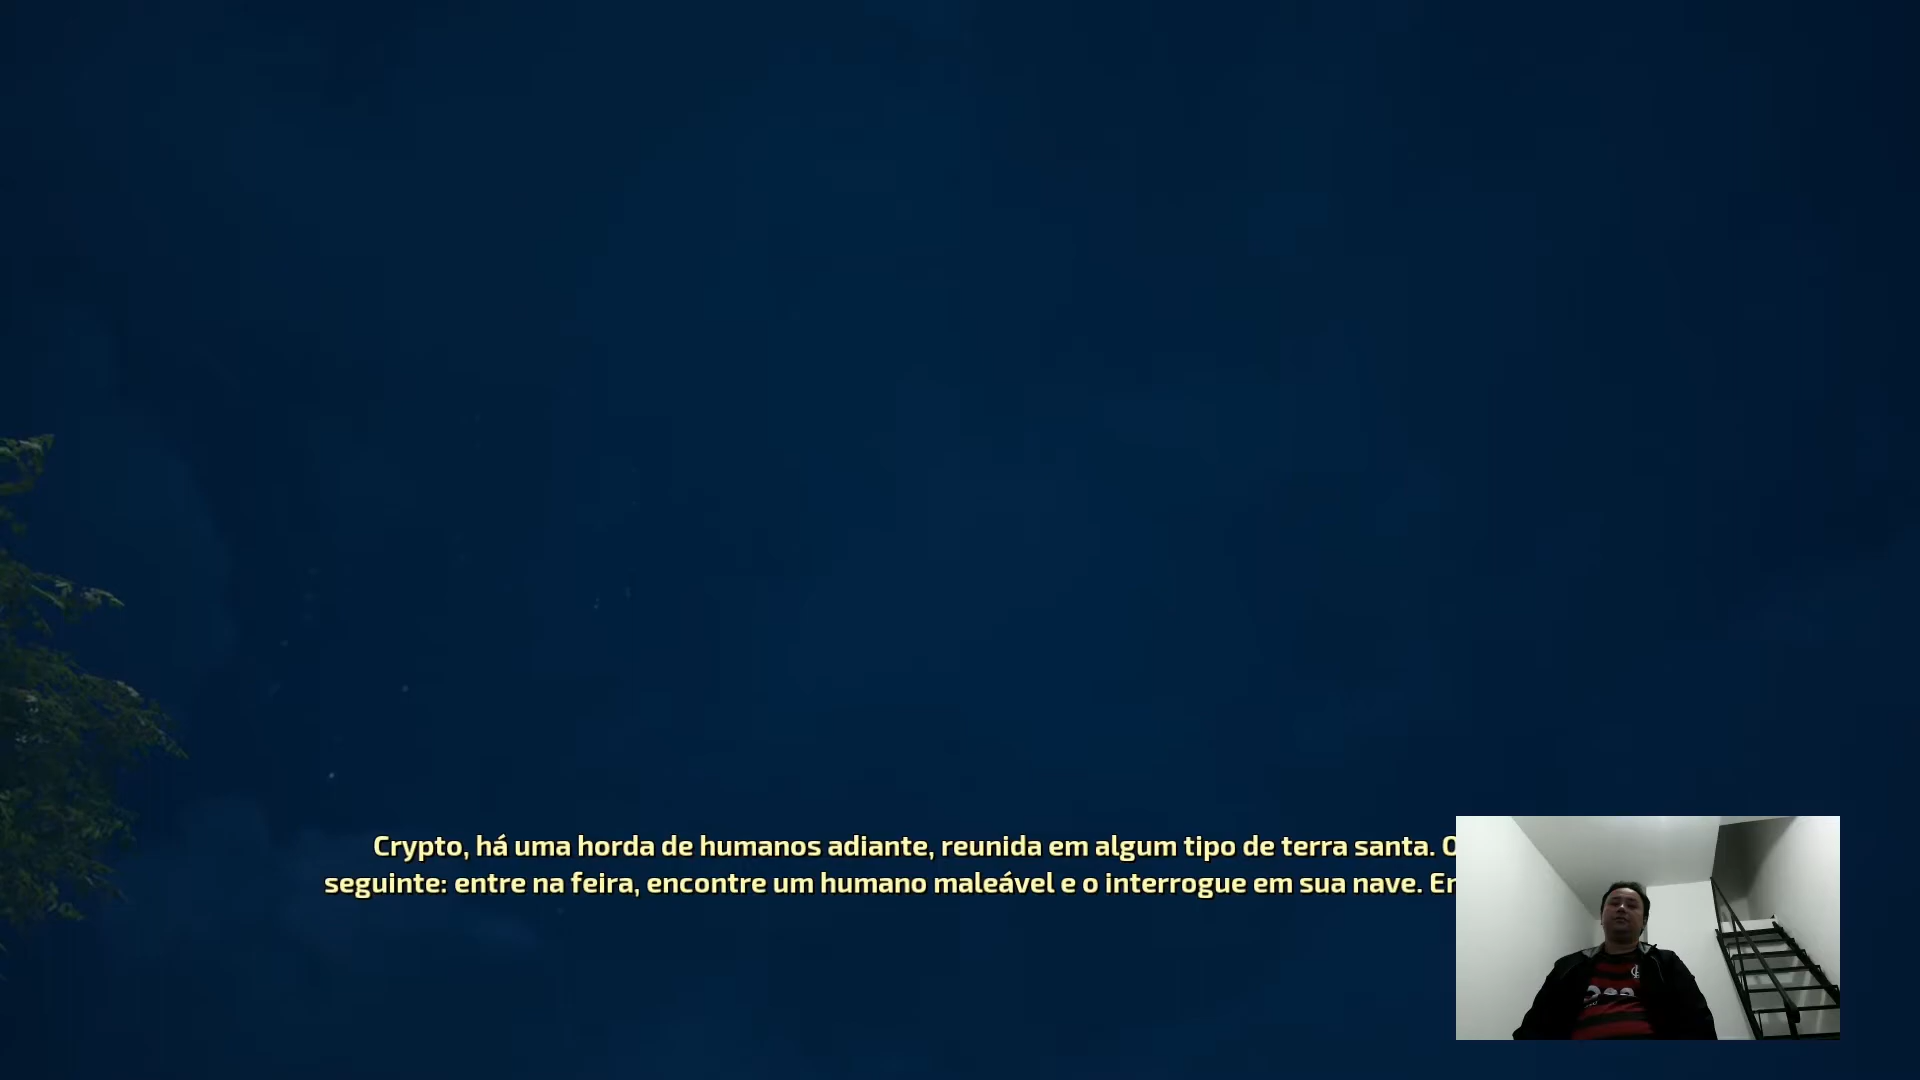 Crypto, há uma horda de humanos adiante, reunida em algum tipo de terra santa. O
seguinte: entre na feira, encontre um humano maleável e o interrogue em sua nave.